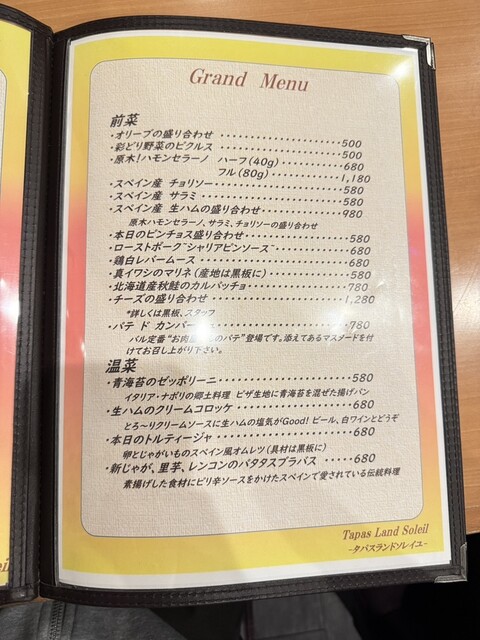 Grand Menu
前菜
・オリーブの盛り合わせ ・・・・・・・・・・・・・・・・500
・彩どり野菜のピクルス ・・・・・・・・・・・・・・・・500
・原木!ハモンセラーノ ハーフ(40g)・・・・・・・・・680
フル(80g)・・・・・・・・・・1,180
・スペイン産 チョリソー・・・・・・・・・・・・・・・・580
・スペイン産 サラミ ・・・・・・・・・・・・・・・・・580
・スペイン産 生ハムの盛り合わせ・・・・・・・・・・980
原木ハモンセラーノ、サラミ、チョリソーの盛り合わせ
・本日のピンチョス盛り合わせ・・・・・・・・・・・・・580
・ローストポーク~シャリアピンソース~・・・・・・・・・680
・鶏白レバームース・・・・・・・・・・・・・・・・・680
・真イワシのマリネ(産地は黒板に)・・・・・・・・・・580
・北海道産秋鮭のカルパッチョ ・・・・・・・・・・・780
・チーズの盛り合わせ ・・・・・・・・・・・・・・・1,280
*詳しくは黒板、スタッフ
・パテ ド カンパーニュ・・・・・・・・・・・・・・・780
バル定番“お肉 のパテ”登場です。添えてあるマスタードを付
けてお召し上がり下さい。
温菜
・青海苔のゼッポリーニ・・・・・・・・・・・・・・・580
イタリア・ナポリの郷土料理 ピザ生地に青海苔を混ぜた揚げパン
・生ハムのクリームコロッケ・・・・・・・・・・・・・680
とろ~りクリームソースに生ハムの塩気がGood! ビール、白ワインとどうぞ
・本日のトルティージャ ・・・・・・・・・・・・・・680
卵とじゃがいものスペイン風オムレツ(具材は黒板に)
・新じゃが、里芋、レンコンのパタタスブラバス ・・・・・680
素揚げした食材にピリ辛ソースをかけたスペインで愛されている伝統料理
Tapas Land Soleil
-タパスランドソレイユ-
eil